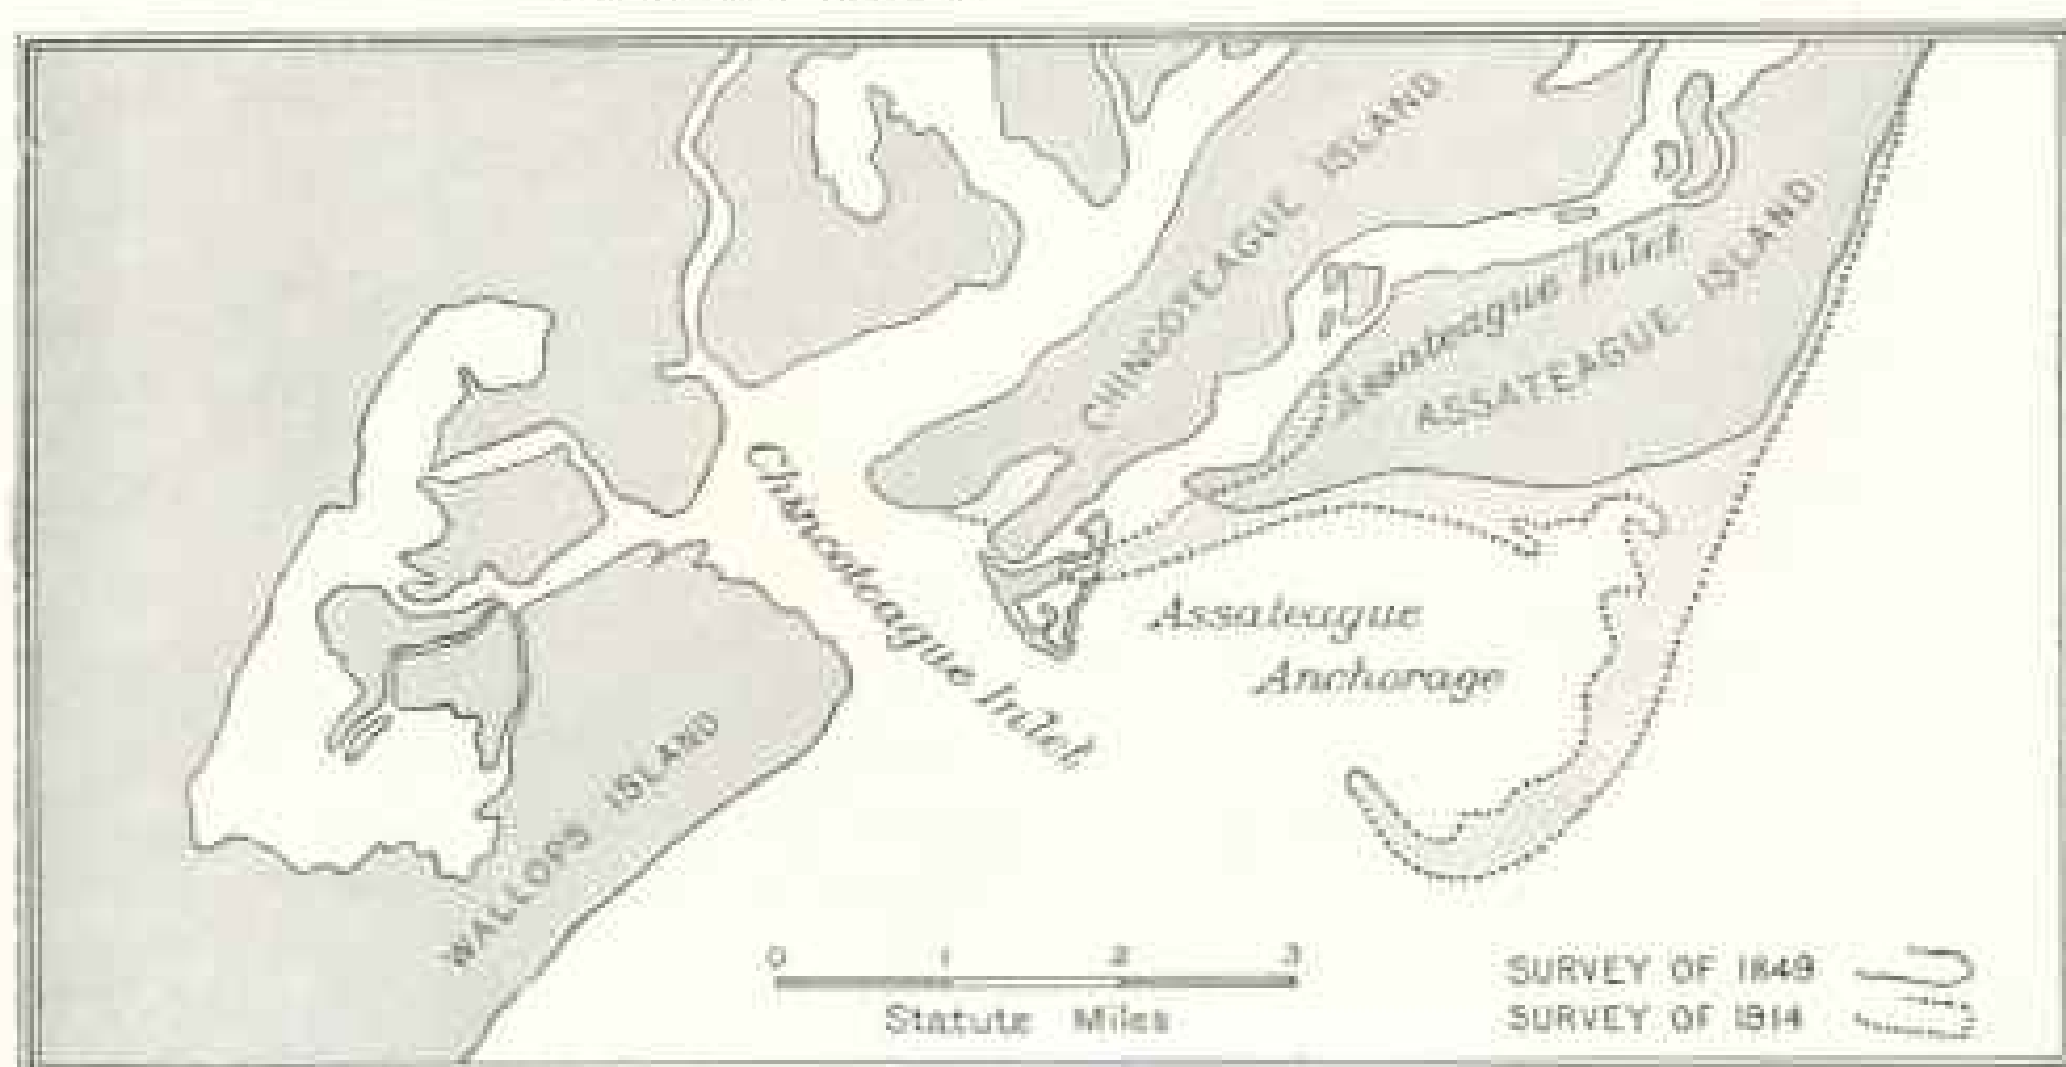 CHINCOTEAGUE ISLAND
Assateague Inlet
ASSATEAGUE ISLAND
Chincoteague Inlet
Assateague
Anchorage
WALLOPS ISLAND
0 1 2 3
Statute Miles
SURVEY OF 1849
SURVEY OF 1914